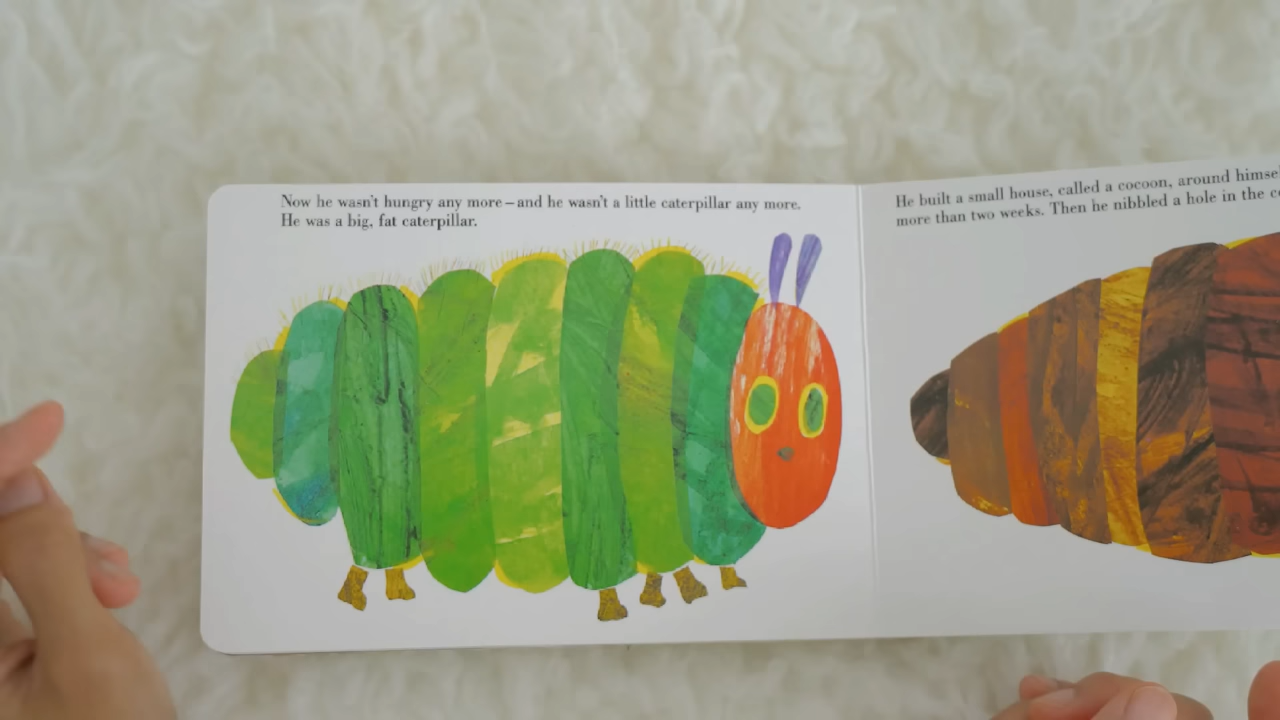 Now he wasn't hungry any more – and he wasn't a little caterpillar any more.
He was a big, fat caterpillar.
He built a small house, called a cocoon, around
more than two weeks. Then he nibbled a hole in the